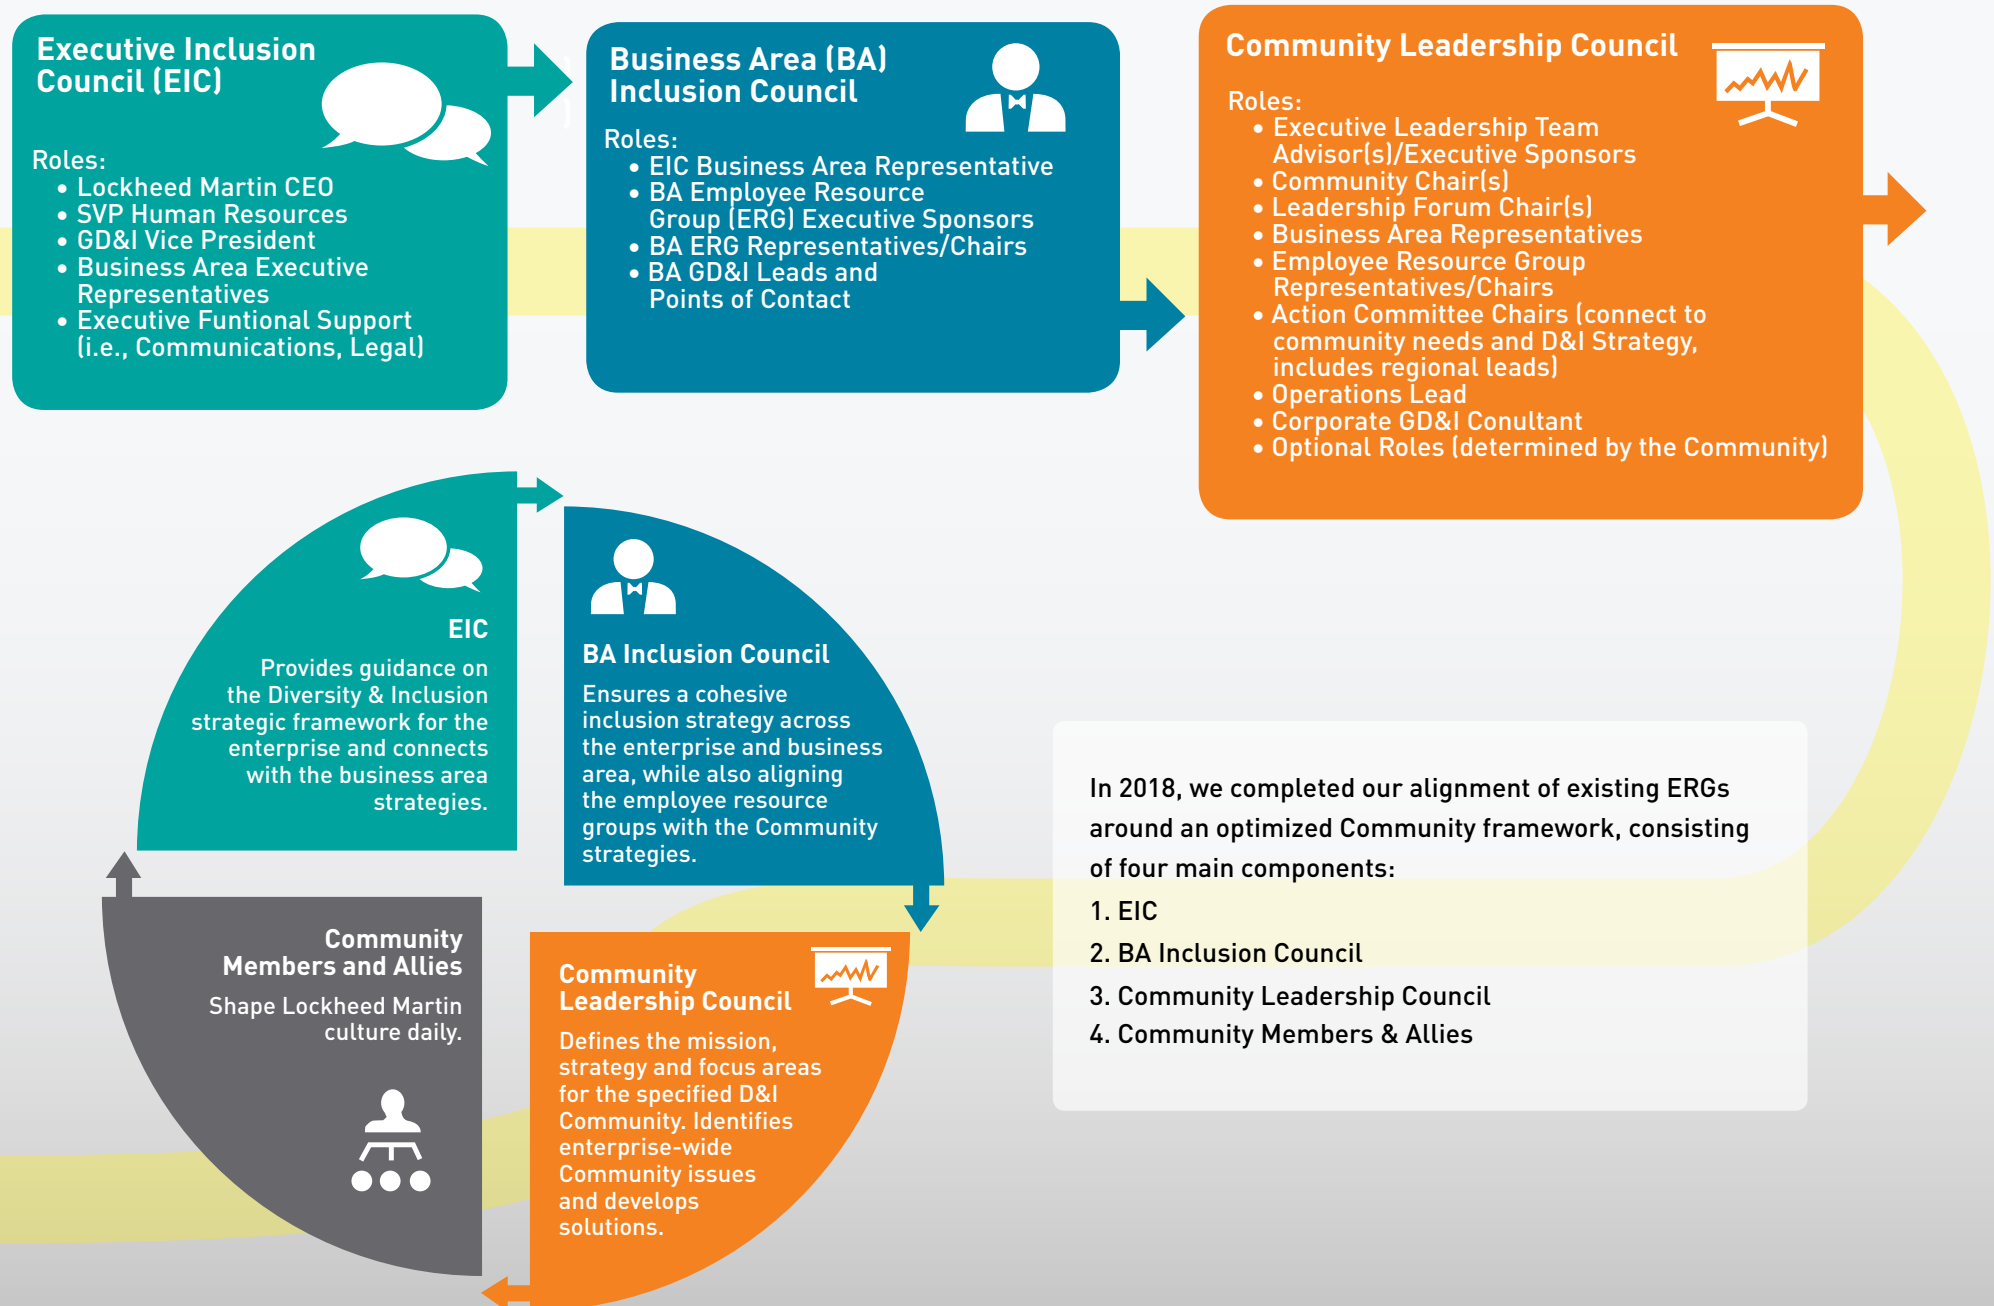 Executive Inclusion
Council (EIC)
Roles:
• Lockheed Martin CEO
• SVP Human Resources
• GD&I Vice President
• Business Area Executive
Representatives
• Executive Funtional Support
(i.e., Communications, Legal)
Business Area (BA)
Inclusion Council
Roles:
• EIC Business Area Representative
• BA Employee Resource
Group (ERG) Executive Sponsors
• BA ERG Representatives/Chairs
• BA GD&I Leads and
Points of Contact
Community Leadership Council
Roles:
• Executive Leadership Team
Advisor(s)/Executive Sponsors
• Community Chair(s)
• Leadership Forum Chair(s)
• Business Area Representatives
• Employee Resource Group
Representatives/Chairs
• Action Committee Chairs (connect to
community needs and D&I Strategy,
includes regional leads)
• Operations Lead
• Corporate GD&I Conultant
• Optional Roles (determined by the Community)
EIC
Provides guidance on
the Diversity & Inclusion
strategic framework for the
enterprise and connects
with the business area
strategies.
BA Inclusion Council
Ensures a cohesive
inclusion strategy across
the enterprise and business
area, while also aligning
the employee resource
groups with the Community
strategies.
Community
Members and Allies
Shape Lockheed Martin
culture daily.
Community
Leadership Council
Defines the mission,
strategy and focus areas
for the specified D&I
Community. Identifies
enterprise-wide
Community issues
and develops
solutions.
In 2018, we completed our alignment of existing ERGs
around an optimized Community framework, consisting
of four main components:
1. EIC
2. BA Inclusion Council
3. Community Leadership Council
4. Community Members & Allies